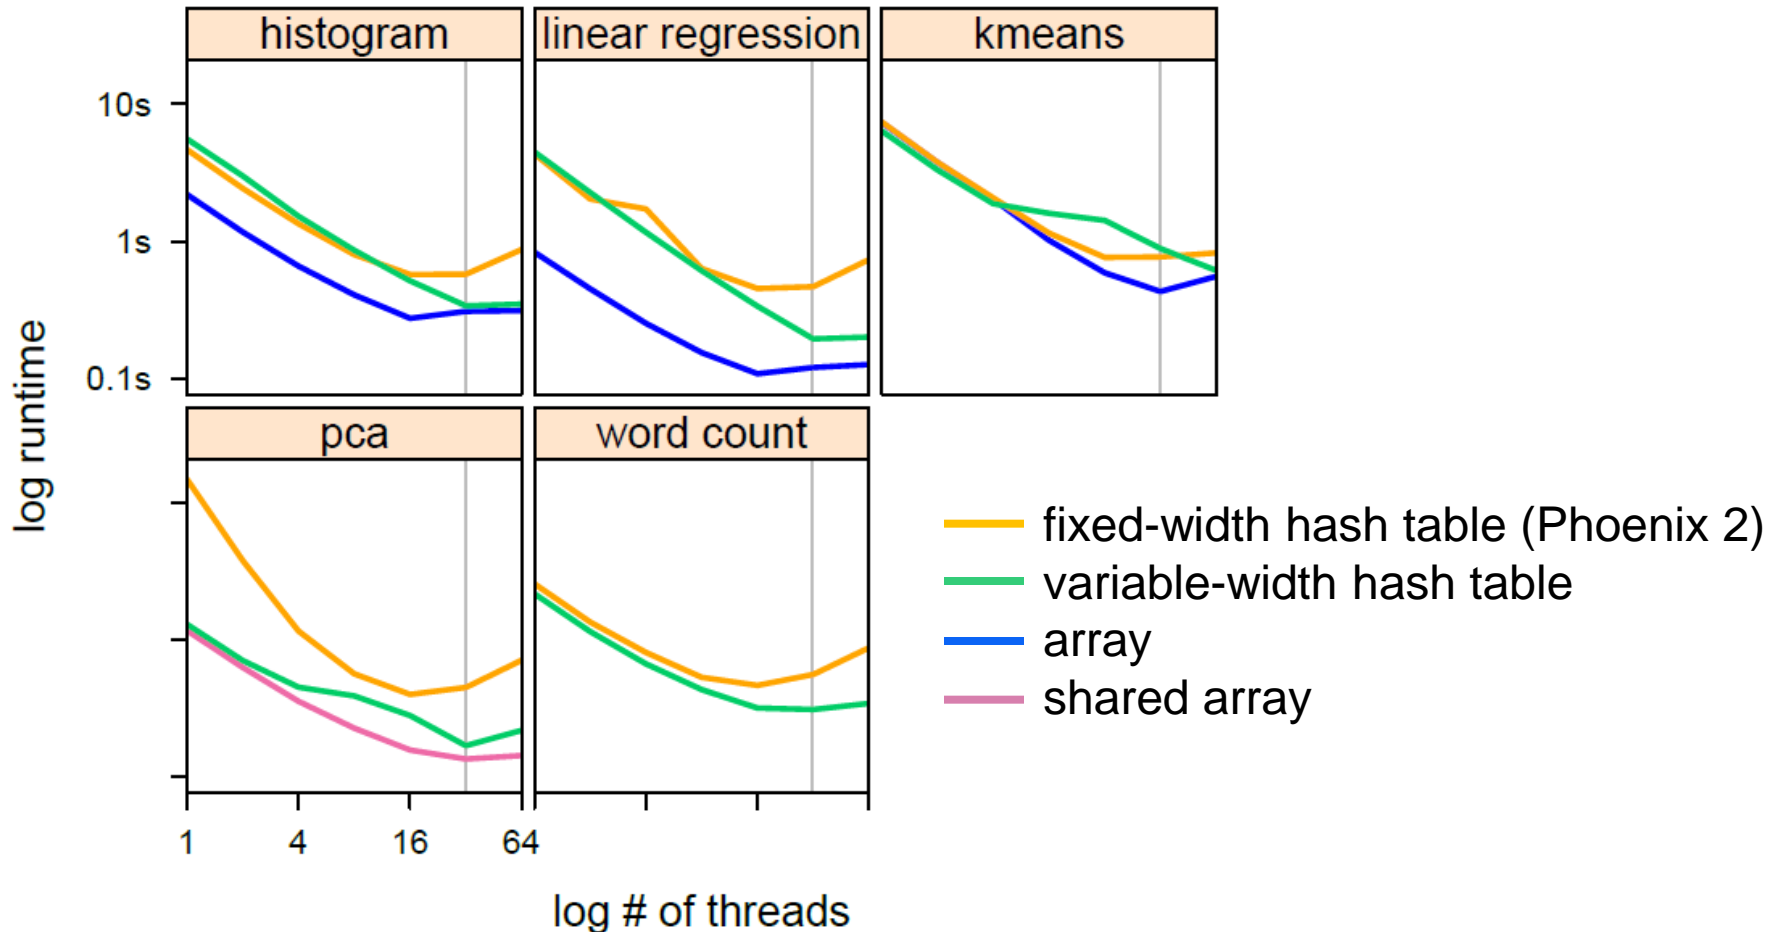 histogram
linear regression
kmeans
10s
1s
0.1s
log runtime
pca
word count
fixed-width hash table (Phoenix 2)
variable-width hash table
array
shared array
1 4 16 64
log # of threads